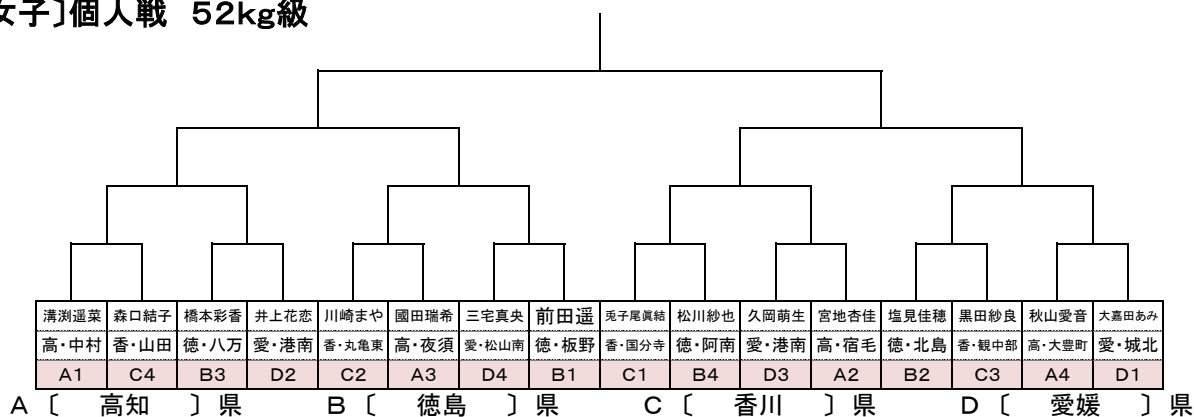 女子〕個人戦 52kg級
溝渕遥菜 森口結子 橋本彩香 井上花恋 川崎まや 國田瑞希 三宅真央 前田遥 兎子尾眞結 松川紗也 久岡萌生 宮地杏佳 塩見佳穂 黒田紗良 秋山愛音 大嘉田あみ
高・中村 香・山田 徳・八万 愛・港南 香・丸亀東 高・夜須 愛・松山南 徳・板野 香・国分寺 徳・阿南 愛・港南 高・宿毛 徳・北島 香・観中部 高・大豊町 愛・城北
A1 C4 B3 D2 C2 A3 D4 B1 C1 B4 D3 A2 B2 C3 A4 D1
A 〔 高知 〕県 B 〔 徳島 〕県 C 〔 香川 〕県 D 〔 愛媛 〕県